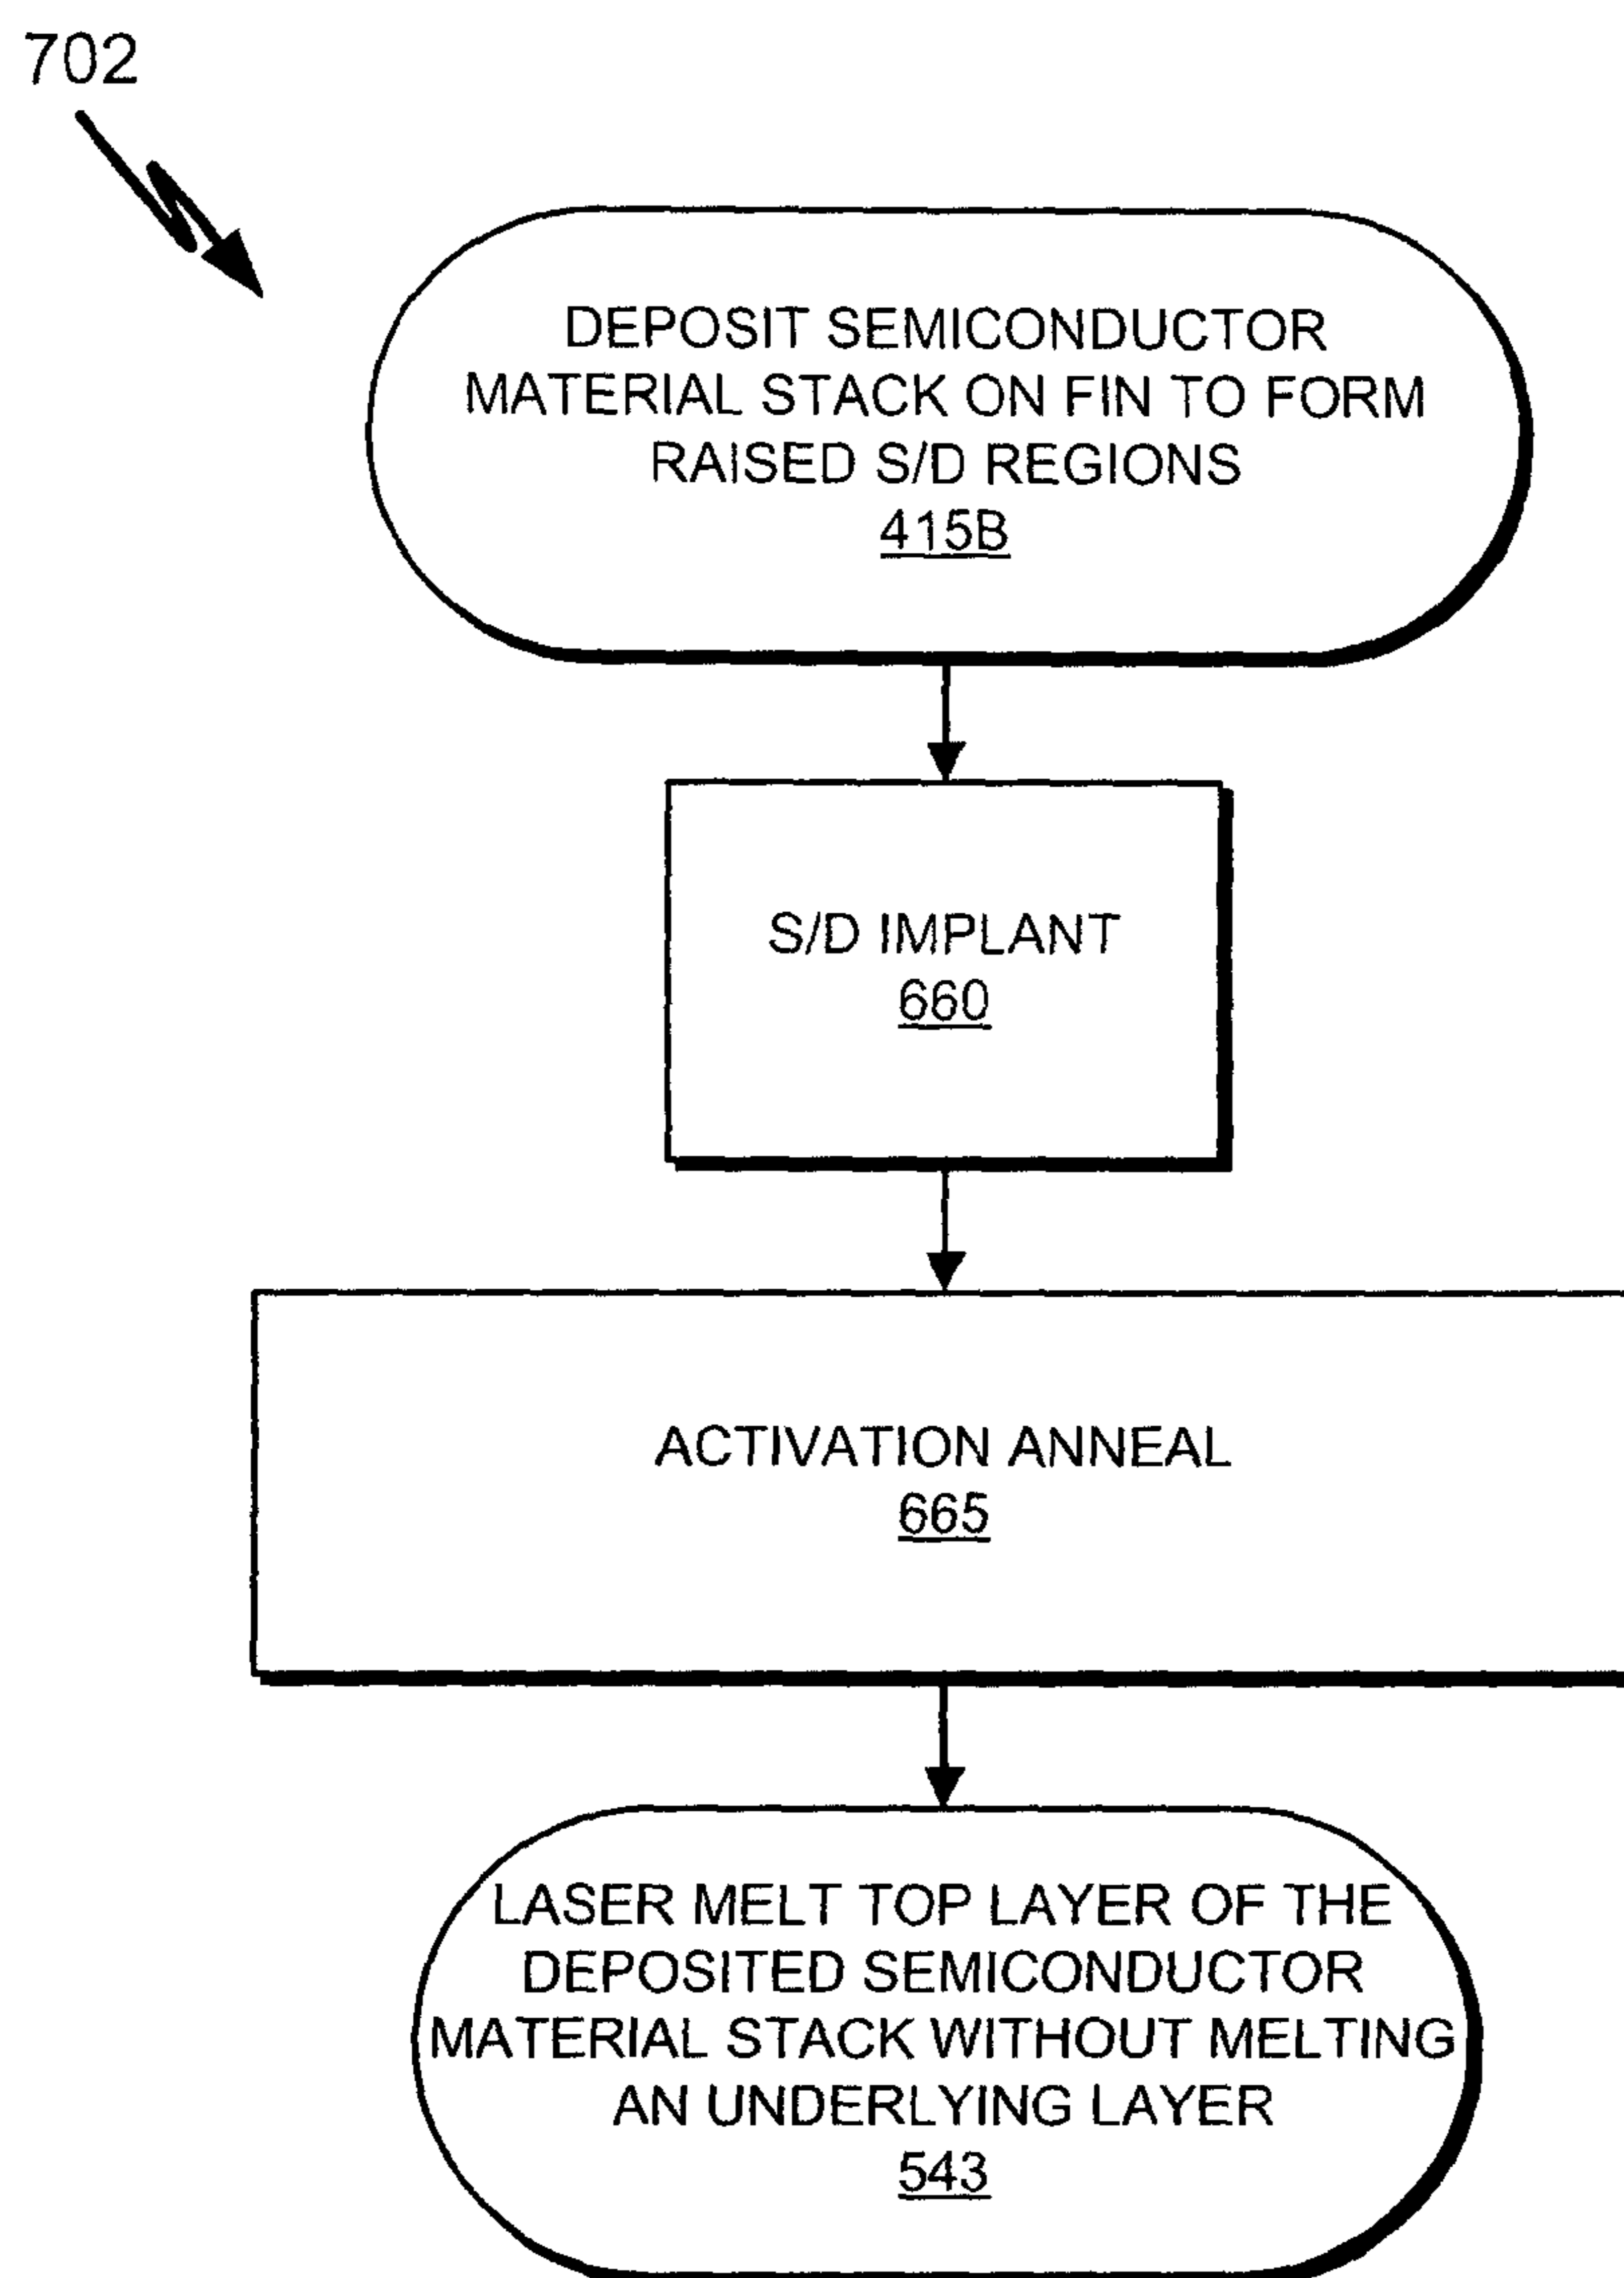 702
DEPOSIT SEMICONDUCTOR
MATERIAL STACK ON FIN TO FORM
RAISED S/D REGIONS
415B
S/D IMPLANT
660
ACTIVATION ANNEAL
665
LASER MELT TOP LAYER OF THE
DEPOSITED SEMICONDUCTOR
MATERIAL STACK WITHOUT MELTING
AN UNDERLYING LAYER
543